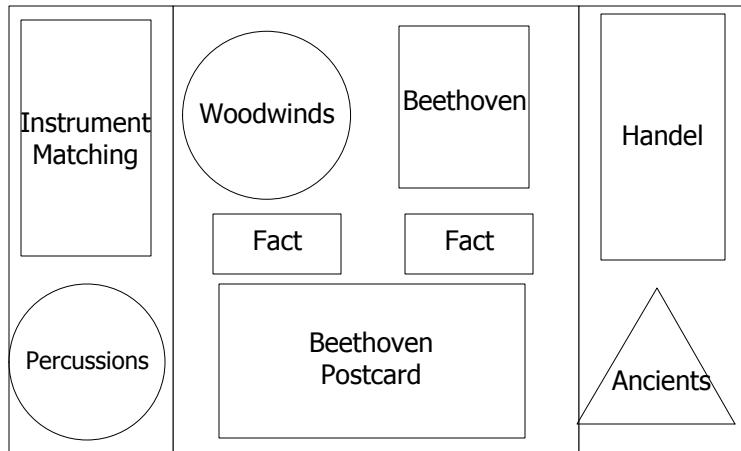 Instrument
Matching
Percussions
Woodwinds
Beethoven
Fact
Fact
Beethoven
Postcard
Handel
Ancients